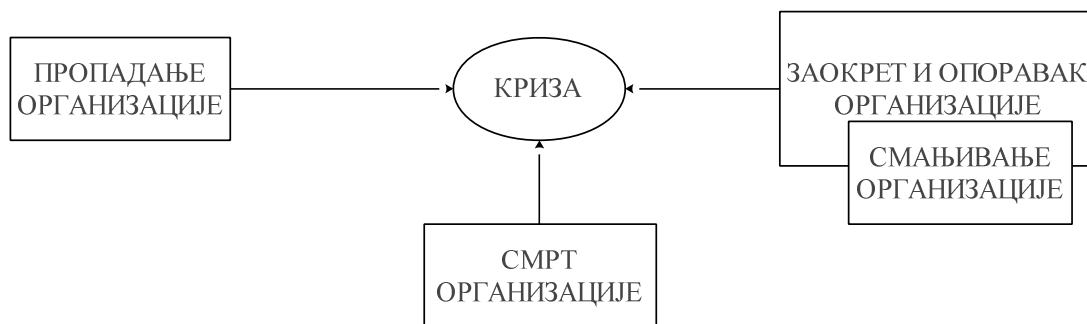 ПРОПАДАЊЕ
ОРГАНИЗАЦИЈЕ
КРИЗА
ЗАОКРЕТ И ОПОРАВАК
ОРГАНИЗАЦИЈЕ
СМАЊИВАЊЕ
ОРГАНИЗАЦИЈЕ
СМРТ
ОРГАНИЗАЦИЈЕ